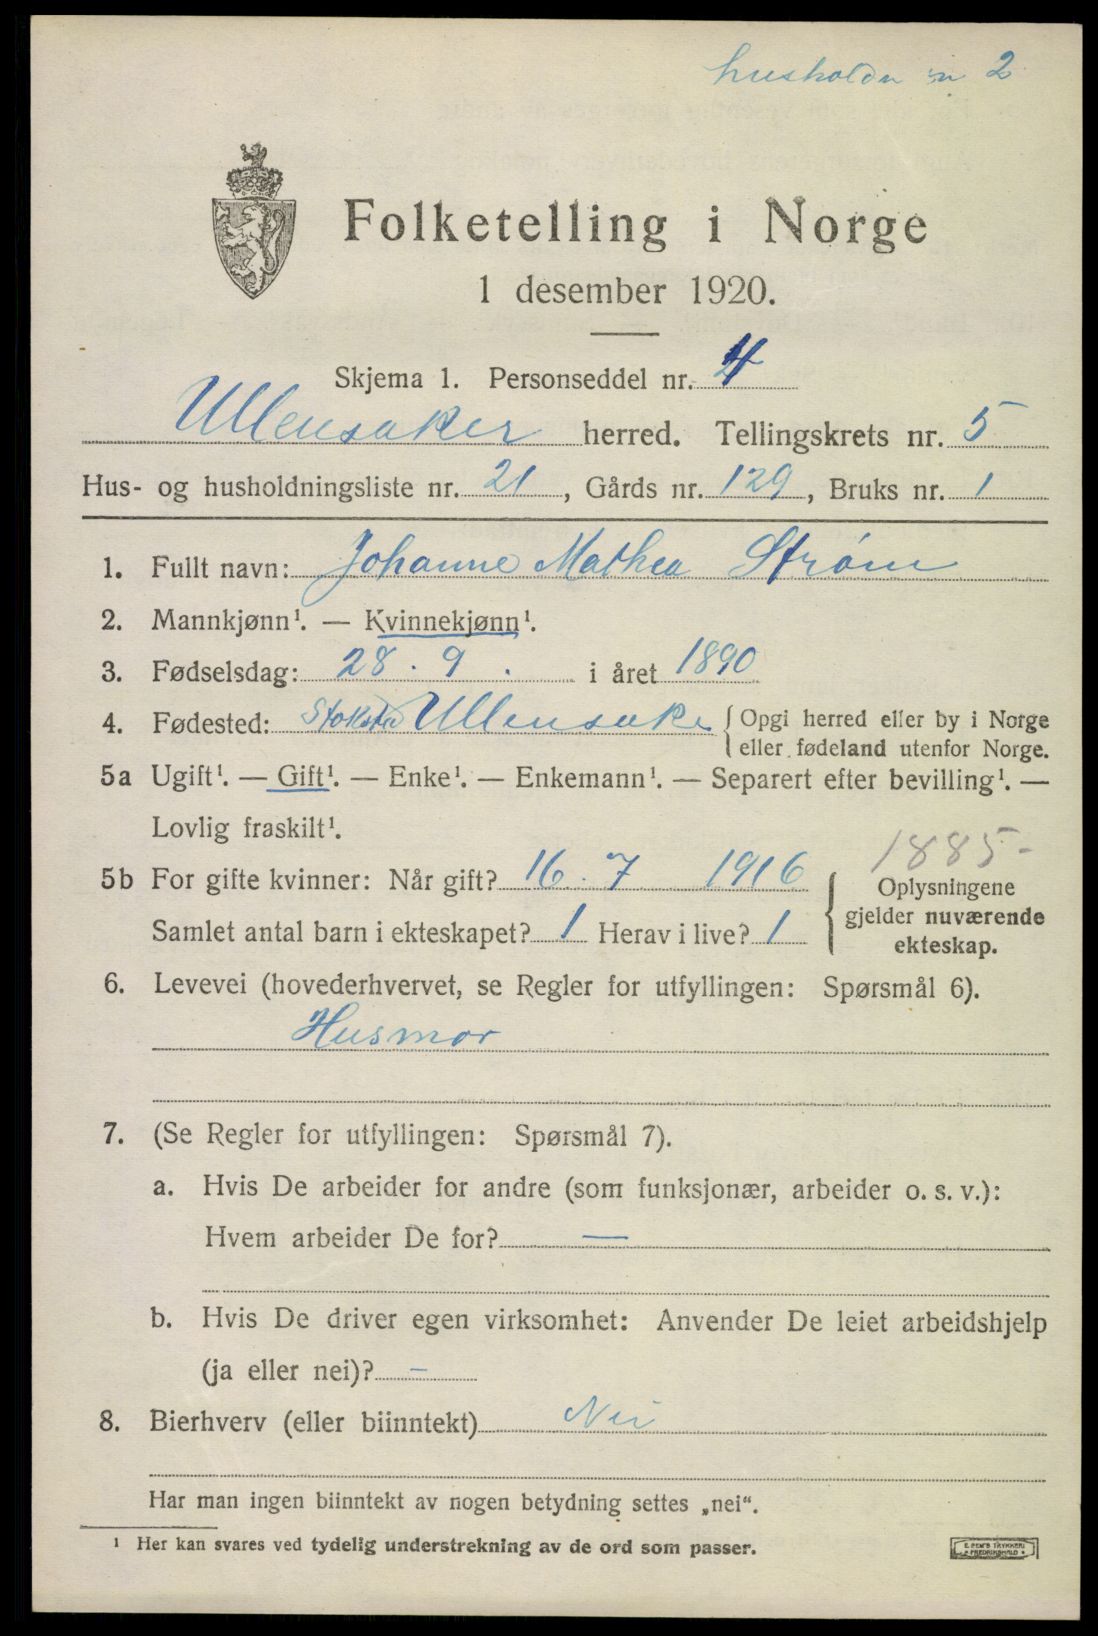 husholdn nr 2
Folketelling i Norge
1 desember 1920.
Skjema 1. Personseddel nr. 4
Ullensaker herred. Tellingskrets nr. 5
Hus- og husholdningsliste nr. 21, Gårds nr. 129, Bruks nr. 1
1. Fullt navn: Johanne Mathea Strøm
2. Mannkjønn¹. — Kvinnekjønn¹.
3. Fødselsdag: 28. 9. i året 1890
4. Fødested: Ullensaker { Opgi herred eller by i Norge
eller fødeland utenfor Norge.
5a Ugift¹. — Gift¹. — Enke¹. — Enkemann¹. — Separert efter bevilling¹. —
Lovlig fraskilt¹.
1885-
5b For gifte kvinner: Når gift? 16. 7 1916
Samlet antal barn i ekteskapet? 1 Herav i live? 1
{ Oplysningene
gjelder nuværende
ekteskap.
6. Levevei (hovederhvervet, se Regler for utfyllingen: Spørsmål 6).
Husmor
7. (Se Regler for utfyllingen: Spørsmål 7).
a. Hvis De arbeider for andre (som funksjonær, arbeider o. s. v.):
Hvem arbeider De for? —
b. Hvis De driver egen virksomhet: Anvender De leiet arbeidshjelp
(ja eller nei)? –
8. Bierhverv (eller biinntekt) Nei
Har man ingen biinntekt av nogen betydning settes „nei“.
¹ Her kan svares ved tydelig understrekning av de ord som passer.
E. SEM'S TRYKKERI
FREDRIKSHALD